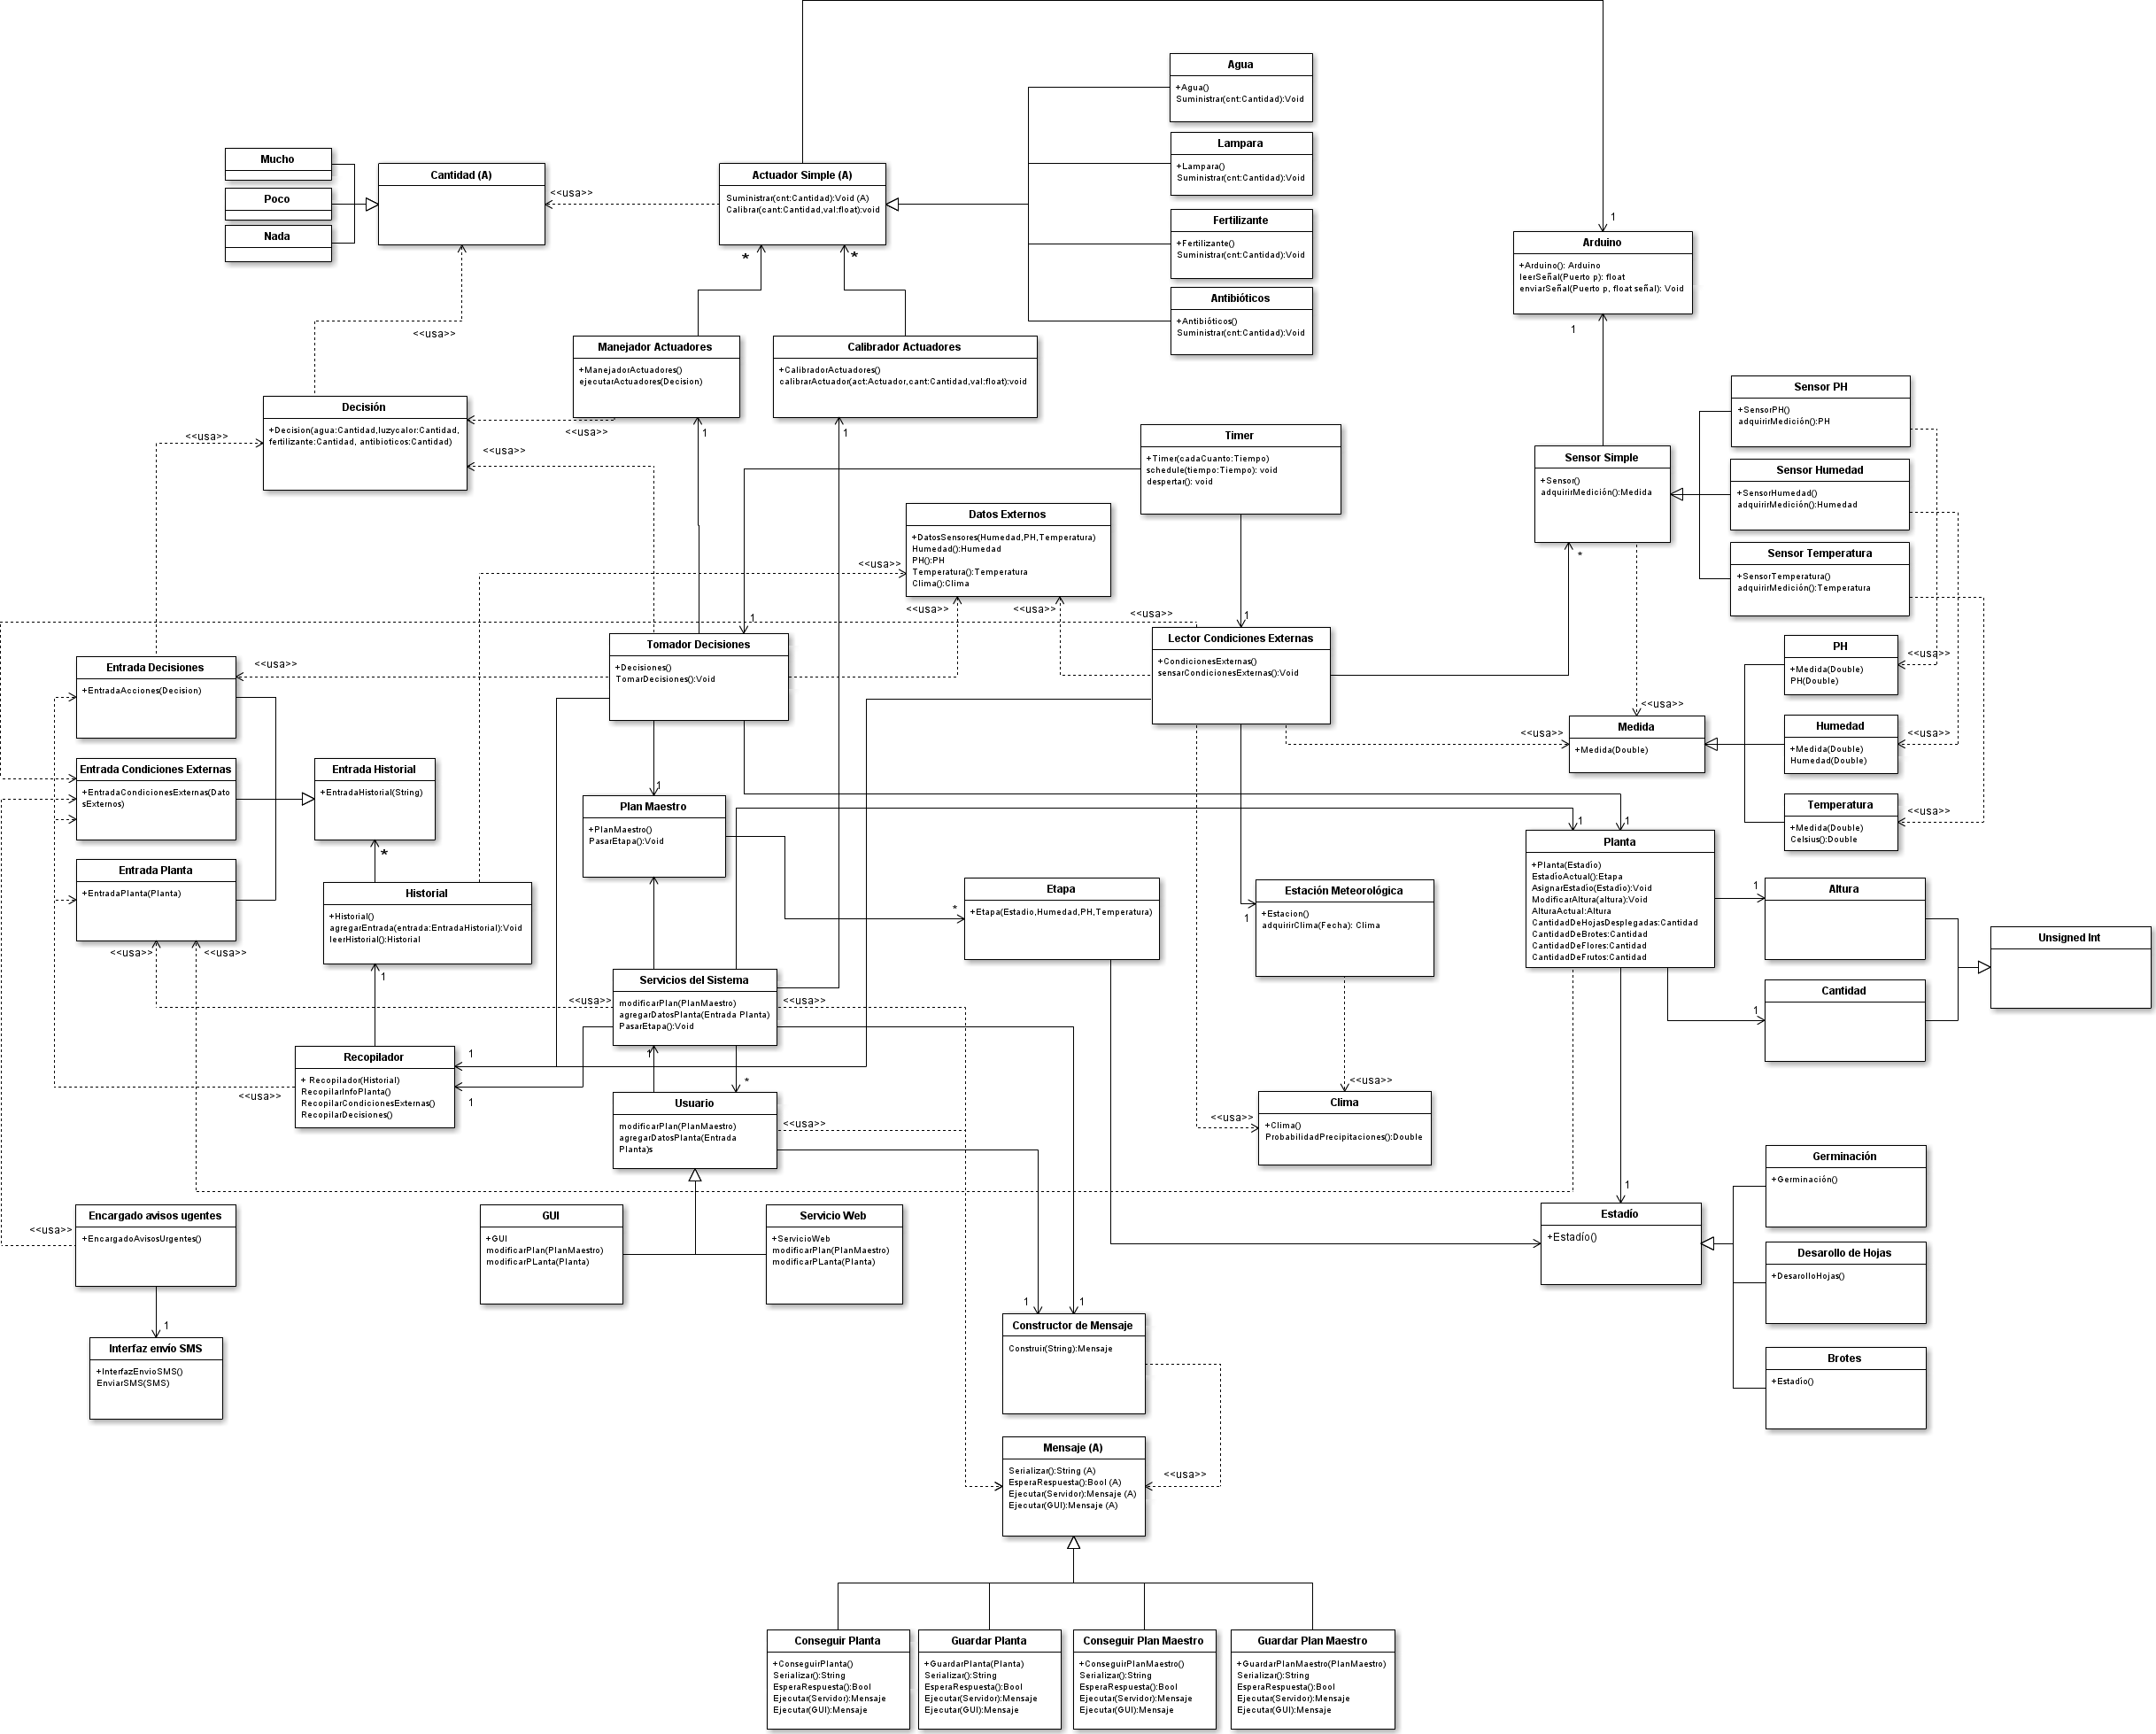 Agua
+Agua()
Suministrar(cnt:Cantidad):Void
Lampara
+Lampara()
Suministrar(cnt:Cantidad):Void
Fertilizante
+Fertilizante()
Suministrar(cnt:Cantidad):Void
Antibióticos
+Antibióticos()
Suministrar(cnt:Cantidad):Void
Mucho
Poco
Nada
Cantidad (A)
<<usa>>
Actuador Simple (A)
Suministrar(cnt:Cantidad):Void (A)
Calibrar(cant:Cantidad,val:float):void
*
*
1
Arduino
+Arduino(): Arduino
leerSeñal(Puerto p): float
enviarSeñal(Puerto p, float señal): Void
1
<<usa>>
Manejador Actuadores
+ManejadorActuadores()
ejecutarActuadores(Decision)
Calibrador Actuadores
+CalibradorActuadores()
calibrarActuador(act:Actuador,cant:Cantidad,val:float):void
Decisión
+Decision(agua:Cantidad,luzycalor:Cantidad,
fertilizante:Cantidad, antibioticos:Cantidad)
<<usa>>
<<usa>>
<<usa>>
1
1
Timer
+Timer(cadaCuanto:Tiempo)
schedule(tiempo:Tiempo): void
despertar(): void
Sensor Simple
+Sensor()
adquirirMedición():Medida
*
Sensor PH
+SensorPH()
adquirirMedición():PH
Sensor Humedad
+SensorHumedad()
adquirirMedición():Humedad
Sensor Temperatura
+SensorTemperatura()
adquirirMedición():Temperatura
Datos Externos
+DatosSensores(Humedad,PH,Temperatura)
Humedad():Humedad
PH():PH
Temperatura():Temperatura
Clima():Clima
<<usa>>
<<usa>>
<<usa>>
<<usa>>
1
1
Tomador Decisiones
+Decisiones()
TomarDecisiones():Void
Lector Condiciones Externas
+CondicionesExternas()
sensarCondicionesExternas():Void
PH
+Medida(Double)
PH(Double)
<<usa>>
<<usa>>
Medida
+Medida(Double)
<<usa>>
Humedad
+Medida(Double)
Humedad(Double)
<<usa>>
Temperatura
+Medida(Double)
Celsius():Double
<<usa>>
Entrada Decisiones
+EntradaAcciones(Decision)
<<usa>>
Entrada Condiciones Externas
+EntradaCondicionesExternas(Dato
sExternos)
Entrada Historial
+EntradaHistorial(String)
*
Entrada Planta
+EntradaPlanta(Planta)
<<usa>>
<<usa>>
Historial
+Historial()
agregarEntrada(entrada:EntradaHistorial):Void
leerHistorial():Historial
1
1
Plan Maestro
+PlanMaestro()
PasarEtapa():Void
1
1
Planta
+Planta(Estadío)
EstadíoActual():Etapa
AsignarEstadío(Estadío):Void
ModificarAltura(altura):Void
AlturaActual:Altura
CantidadDeHojasDesplegadas:Cantidad
CantidadDeBrotes:Cantidad
CantidadDeFlores:Cantidad
CantidadDeFrutos:Cantidad
*
Etapa
+Etapa(Estadio,Humedad,PH,Temperatura)
1
Estación Meteorológica
+Estacion()
adquirirClima(Fecha): Clima
1
Altura
1
Cantidad
Unsigned Int
Servicios del Sistema
modificarPlan(PlanMaestro)
agregarDatosPlanta(Entrada Planta)
PasarEtapa():Void
<<usa>>
<<usa>>
1
*
Recopilador
+ Recopilador(Historial)
RecopilarInfoPlanta()
RecopilarCondicionesExternas()
RecopilarDecisiones()
1
1
<<usa>>
Usuario
modificarPlan(PlanMaestro)
agregarDatosPlanta(Entrada
Planta)s
<<usa>>
<<usa>>
<<usa>>
Clima
+Clima()
ProbabilidadPrecipitaciones():Double
1
Estadío
+Estadío()
Germinación
+Germinación()
Desarollo de Hojas
+DesarolloHojas()
Brotes
+Estadío()
<<usa>>
Encargado avisos ugentes
+EncargadoAvisosUrgentes()
1
Interfaz envío SMS
+InterfazEnvioSMS()
EnviarSMS(SMS)
GUI
+GUI
modificarPlan(PlanMaestro)
modificarPLanta(Planta)
Servicio Web
+ServicioWeb
modificarPlan(PlanMaestro)
modificarPLanta(Planta)
1
1
Constructor de Mensaje
Construir(String):Mensaje
<<usa>>
Mensaje (A)
Serializar():String (A)
EsperaRespuesta():Bool (A)
Ejecutar(Servidor):Mensaje (A)
Ejecutar(GUI):Mensaje (A)
Conseguir Planta
+ConseguirPlanta()
Serializar():String
EsperaRespuesta():Bool
Ejecutar(Servidor):Mensaje
Ejecutar(GUI):Mensaje
Guardar Planta
+GuardarPlanta(Planta)
Serializar():String
EsperaRespuesta():Bool
Ejecutar(Servidor):Mensaje
Ejecutar(GUI):Mensaje
Conseguir Plan Maestro
+ConseguirPlanMaestro()
Serializar():String
EsperaRespuesta():Bool
Ejecutar(Servidor):Mensaje
Ejecutar(GUI):Mensaje
Guardar Plan Maestro
+GuardarPlanMaestro(PlanMaestro)
Serializar():String
EsperaRespuesta():Bool
Ejecutar(Servidor):Mensaje
Ejecutar(GUI):Mensaje